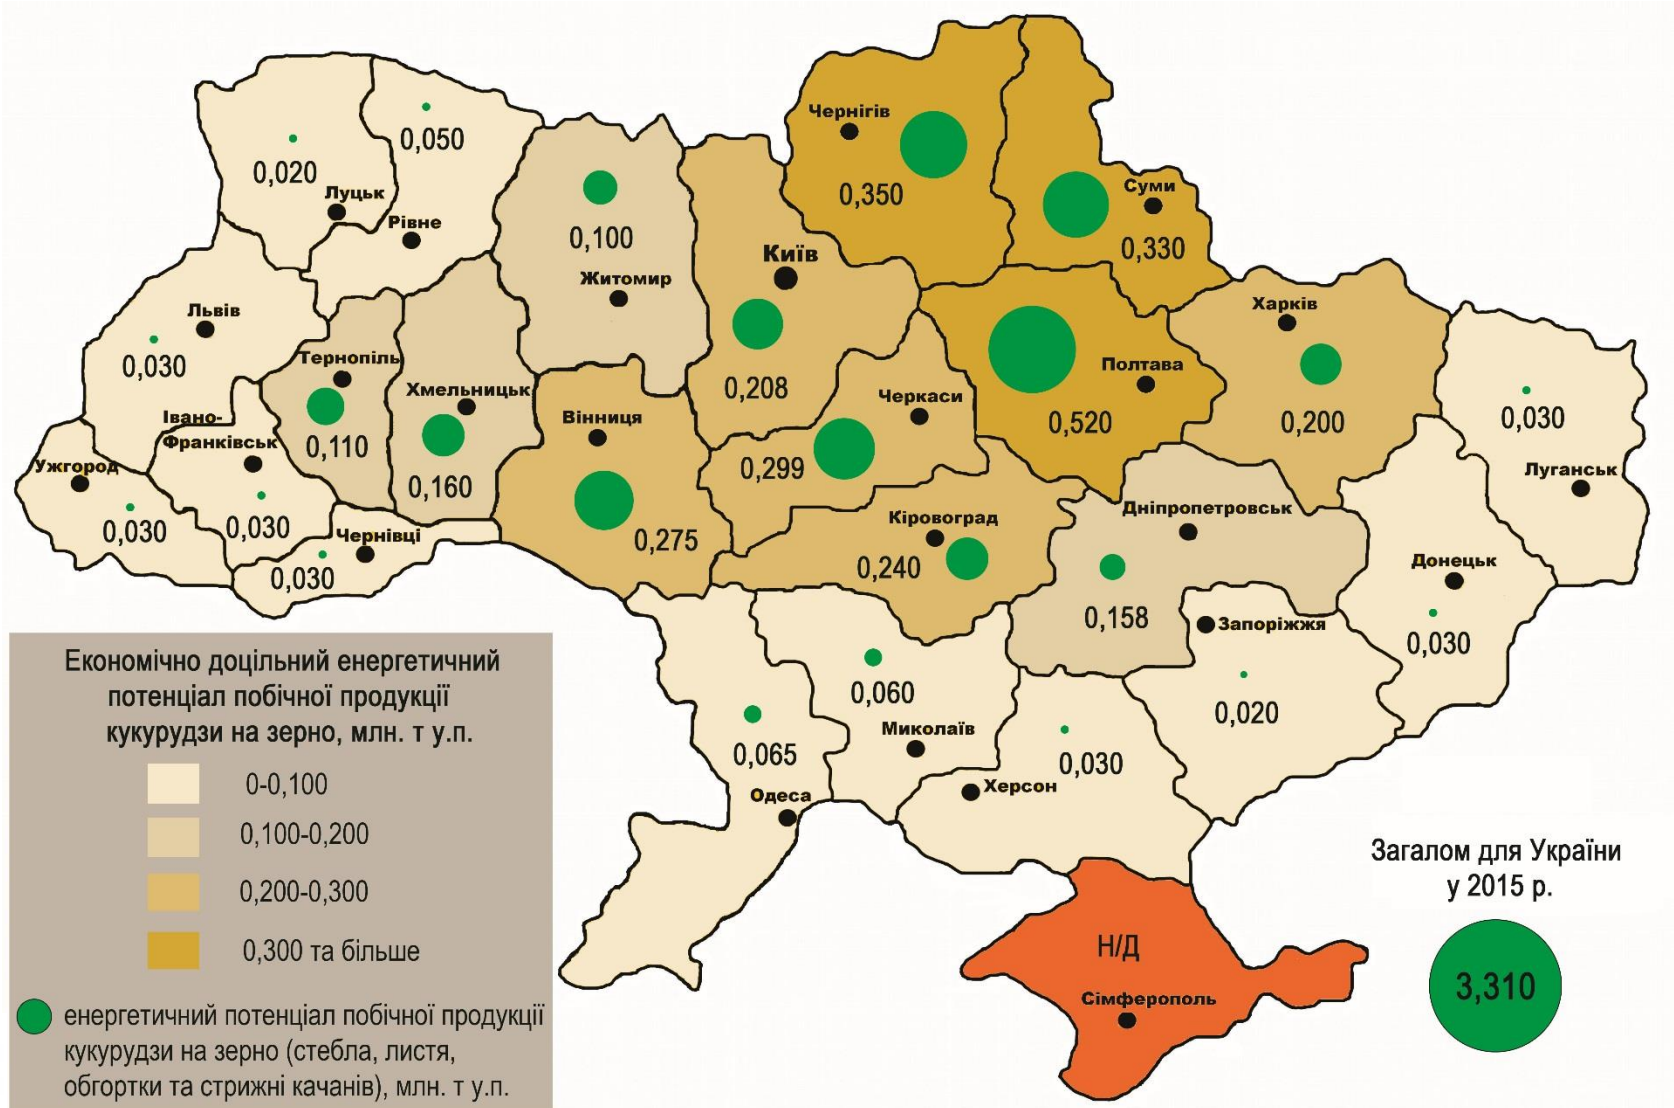 Чернігів
0,350
Суми
0,330
0,050
0,020
Луцьк
Рівне
0,100
Житомир
Київ
0,208
Львів
0,030
Тернопіль
0,110
Хмельницьк
0,160
Вінниця
0,275
Черкаси
0,299
Полтава
0,520
Харків
0,200
0,030
Луганськ
Івано-
Франківськ
0,030
Ужгород
0,030
Чернівці
0,030
Кіровоград
0,240
Дніпропетровськ
0,158
Донецьк
0,030
Запоріжжя
0,020
0,060
Миколаїв
0,065
Одеса
0,030
Херсон
Н/Д
Сімферополь
Економічно доцільний енергетичний
потенціал побічної продукції
кукурудзи на зерно, млн. т у.п.
0-0,100
0,100-0,200
0,200-0,300
0,300 та більше
енергетичний потенціал побічної продукції
кукурудзи на зерно (стебла, листя,
обгортки та стрижні качанів), млн. т у.п.
Загалом для України
у 2015 р.
3,310